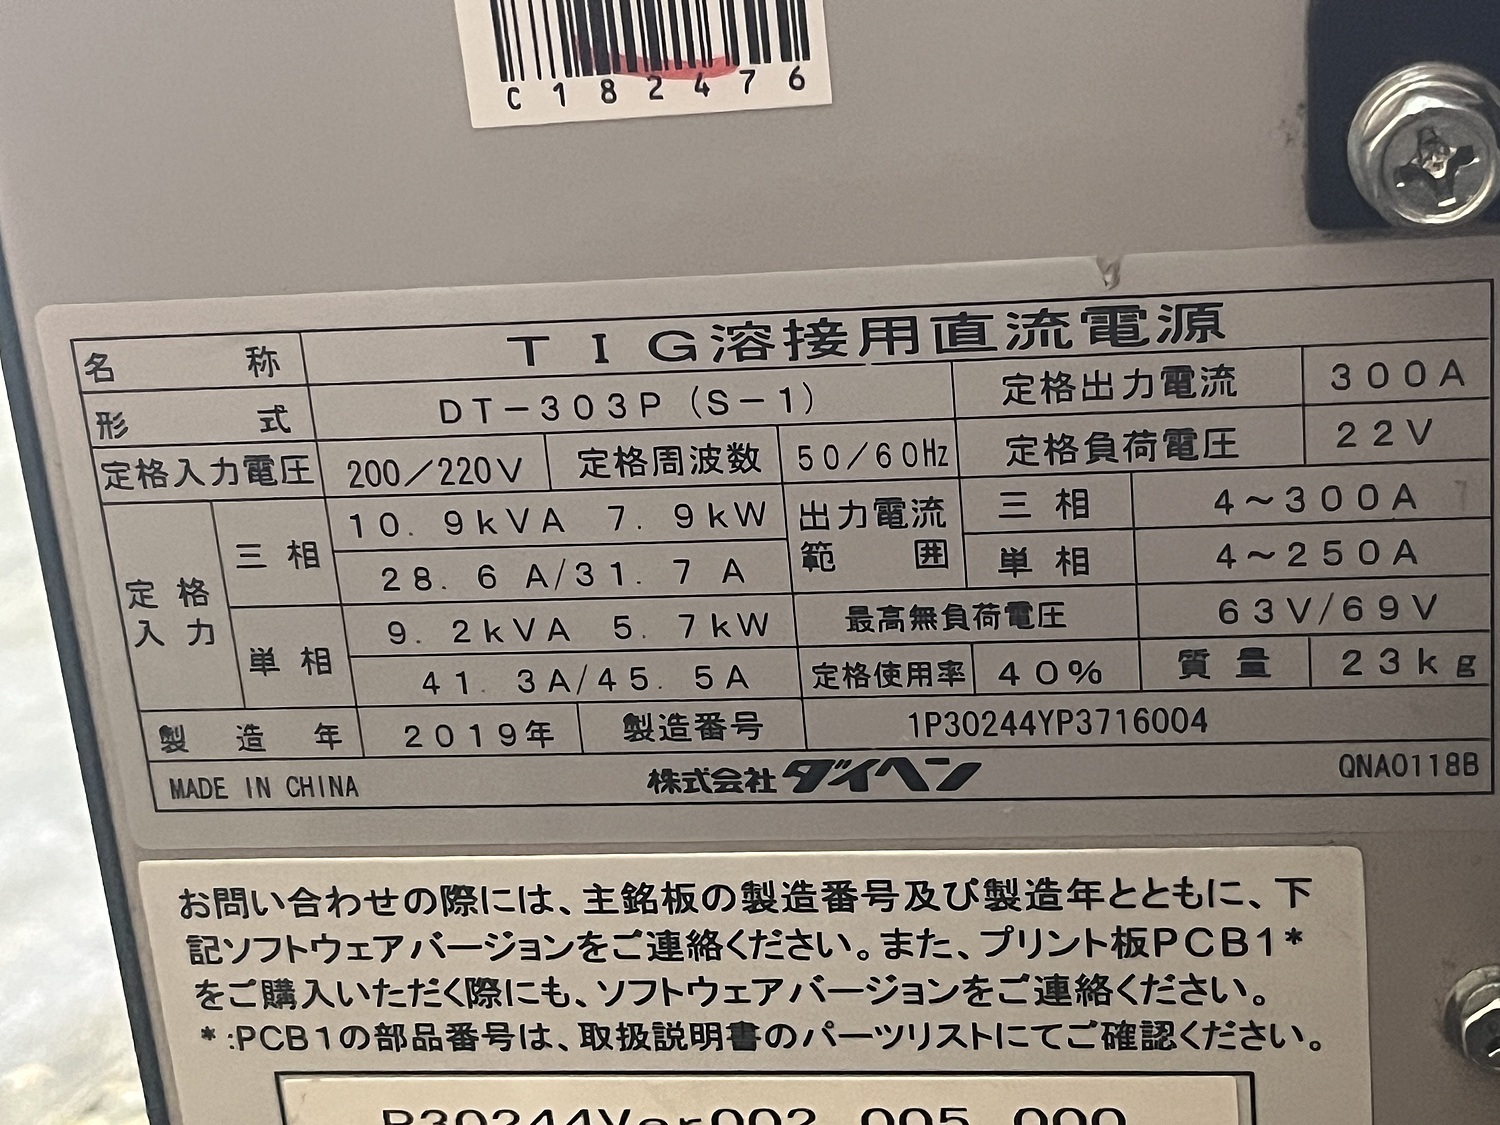 C182476
名称 TIG溶接用直流電源
形式 DT-303P(S-1) 定格出力電流 300A
定格入力電圧 200/220V 定格周波数 50/60Hz 定格負荷電圧 22V
定格入力 三相 10.9kVA 7.9kW 出力電流範囲 三相 4~300A
28.6A/31.7A 単相 4~250A
単相 9.2kVA 5.7kW 最高無負荷電圧 63V/69V
41.3A/45.5A 定格使用率 40% 質量 23kg
製造年 2019年 製造番号 1P30244YP3716004
MADE IN CHINA 株式会社ダイヘン QNA0118B
お問い合わせの際には、主銘板の製造番号及び製造年とともに、下
記ソフトウェアバージョンをご連絡ください。また、プリント板PCB1*
をご購入いただく際にも、ソフトウェアバージョンをご連絡ください。
*:PCB1の部品番号は、取扱説明書のパーツリストにてご確認ください。
P30244Ver002.005.000